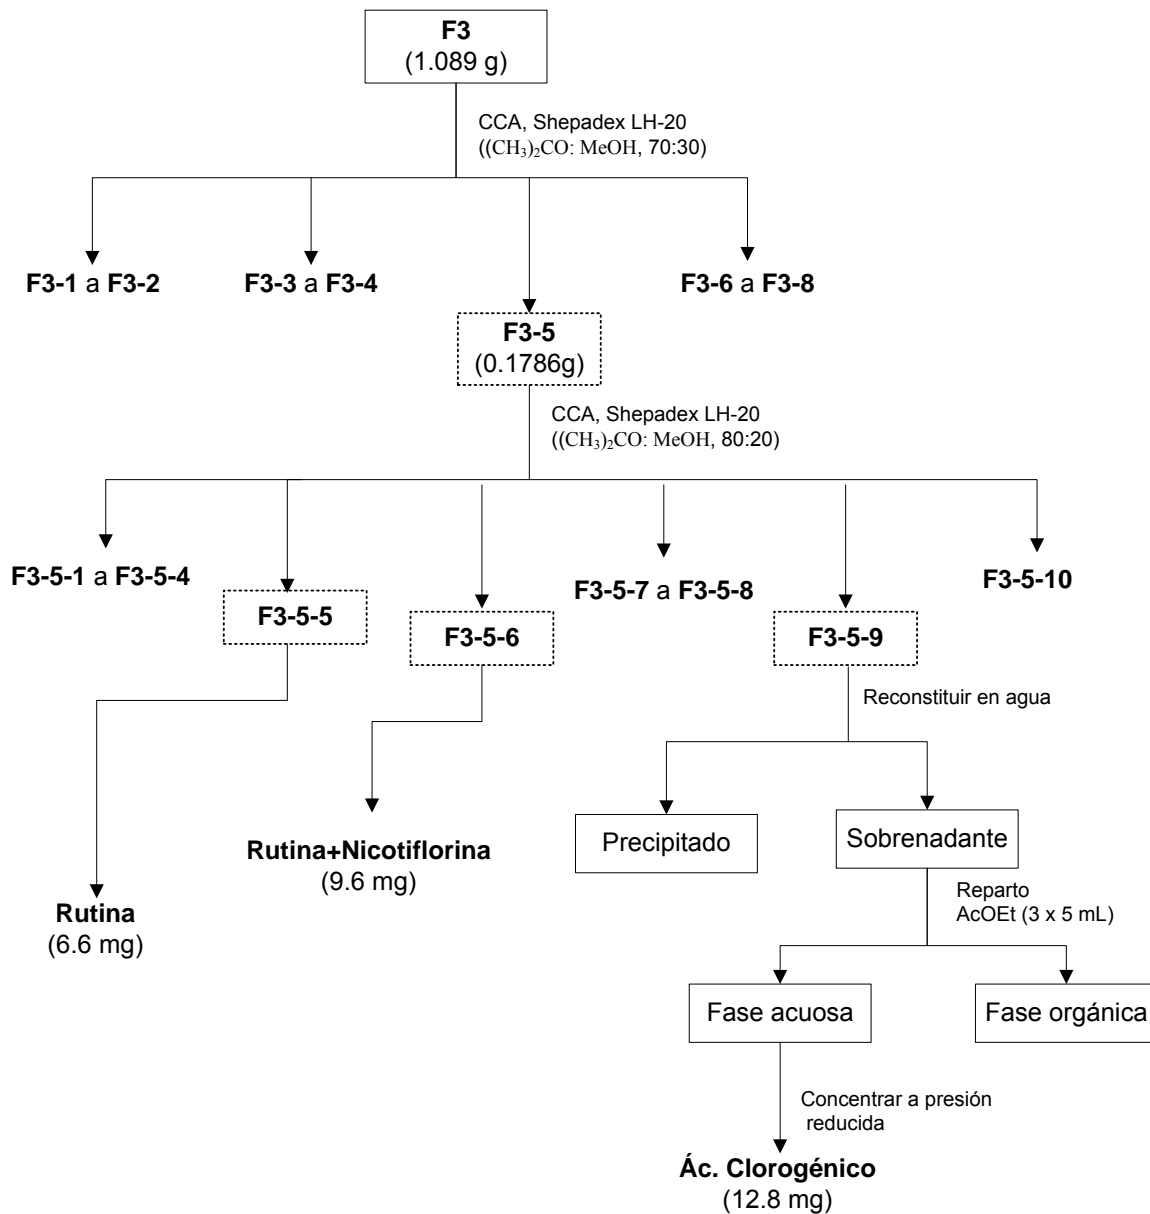 F3
(1.089 g)
CCA, Shepadex LH-20
((CH₃)₂CO: MeOH, 70:30)
F3-1 a F3-2
F3-3 a F3-4
F3-6 a F3-8
F3-5
(0.1786g)
CCA, Shepadex LH-20
((CH₃)₂CO: MeOH, 80:20)
F3-5-1 a F3-5-4
F3-5-5
F3-5-6
F3-5-7 a F3-5-8
F3-5-9
F3-5-10
Reconstituir en agua
Precipitado
Sobrenadante
Rutina+Nicotiflorina
(9.6 mg)
Rutina
(6.6 mg)
Reparto
AcOEt (3 x 5 mL)
Fase acuosa
Fase orgánica
Concentrar a presión
reducida
Ác. Clorogénico
(12.8 mg)